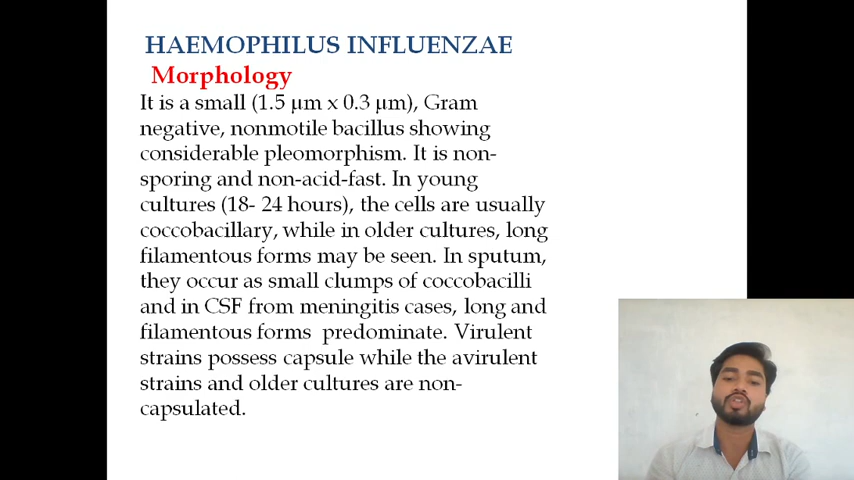 HAEMOPHILUS INFLUENZAE
Morphology
It is a small (1.5 µm x 0.3 µm), Gram
negative, nonmotile bacillus showing
considerable pleomorphism. It is non-
sporing and non-acid-fast. In young
cultures (18- 24 hours), the cells are usually
coccobacillary, while in older cultures, long
filamentous forms may be seen. In sputum,
they occur as small clumps of coccobacilli
and in CSF from meningitis cases, long and
filamentous forms  predominate. Virulent
strains possess capsule while the avirulent
strains and older cultures are non-
capsulated.